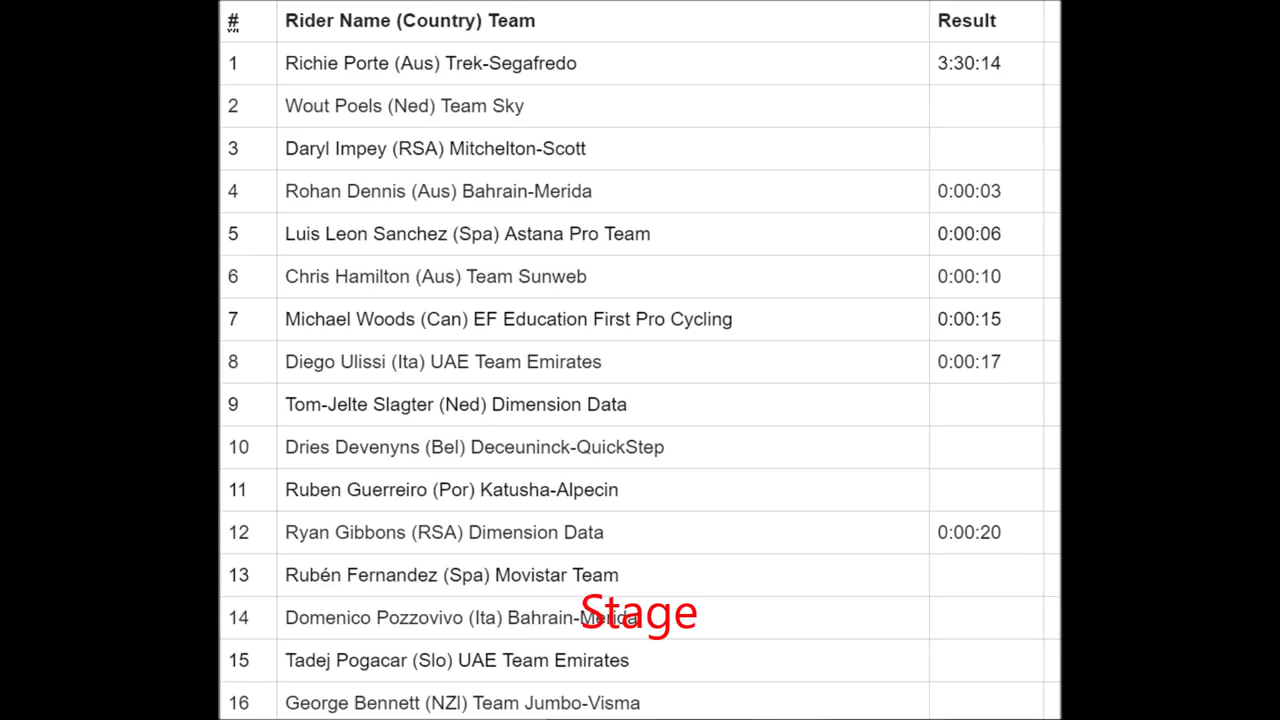 # Rider Name (Country) Team Result
1 Richie Porte (Aus) Trek-Segafredo 3:30:14
2 Wout Poels (Ned) Team Sky
3 Daryl Impey (RSA) Mitchelton-Scott
4 Rohan Dennis (Aus) Bahrain-Merida 0:00:03
5 Luis Leon Sanchez (Spa) Astana Pro Team 0:00:06
6 Chris Hamilton (Aus) Team Sunweb 0:00:10
7 Michael Woods (Can) EF Education First Pro Cycling 0:00:15
8 Diego Ulissi (Ita) UAE Team Emirates 0:00:17
9 Tom-Jelte Slagter (Ned) Dimension Data
10 Dries Devenyns (Bel) Deceuninck-QuickStep
11 Ruben Guerreiro (Por) Katusha-Alpecin
12 Ryan Gibbons (RSA) Dimension Data 0:00:20
13 Rubén Fernandez (Spa) Movistar Team
14 Domenico Pozzovivo (Ita) Bahrain-Merida
Stage
15 Tadej Pogacar (Slo) UAE Team Emirates
16 George Bennett (NZl) Team Jumbo-Visma